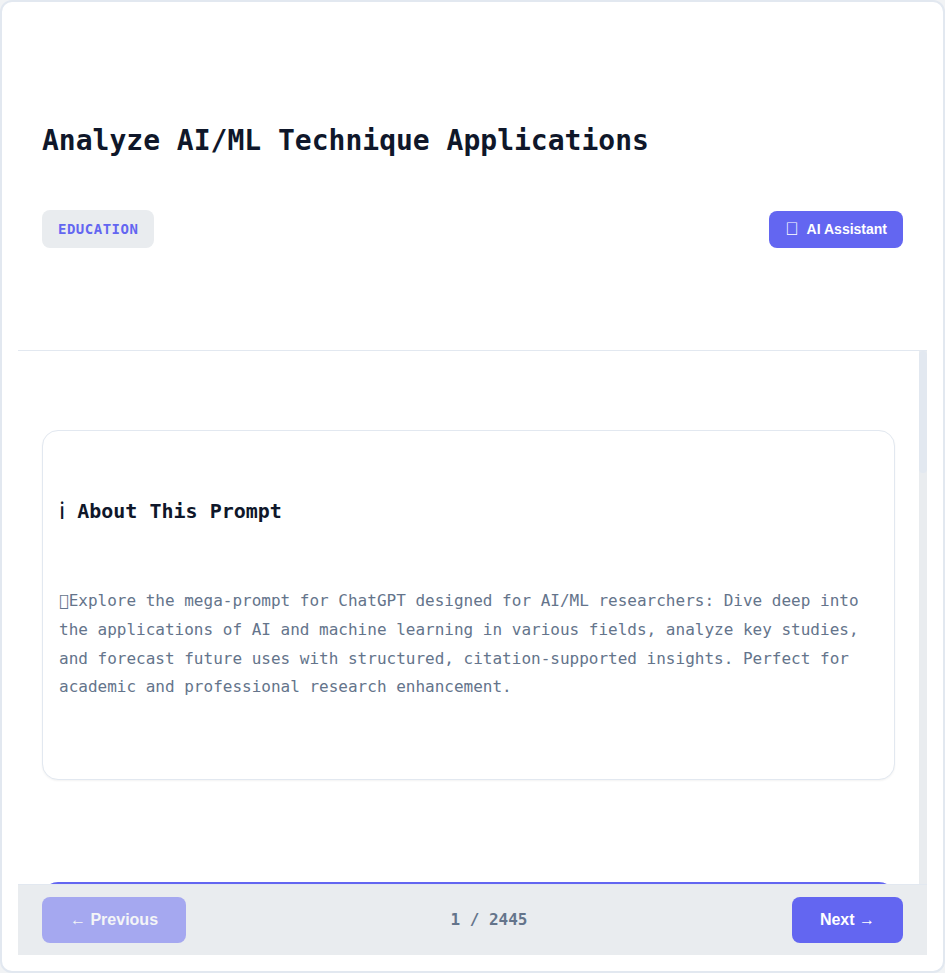 Analyze AI/ML Technique Applications
EDUCATION
AI Assistant
i About This Prompt
Explore the mega-prompt for ChatGPT designed for AI/ML researchers: Dive deep into
the applications of AI and machine learning in various fields, analyze key studies,
and forecast future uses with structured, citation-supported insights. Perfect for
academic and professional research enhancement.
← Previous
1 / 2445
Next →